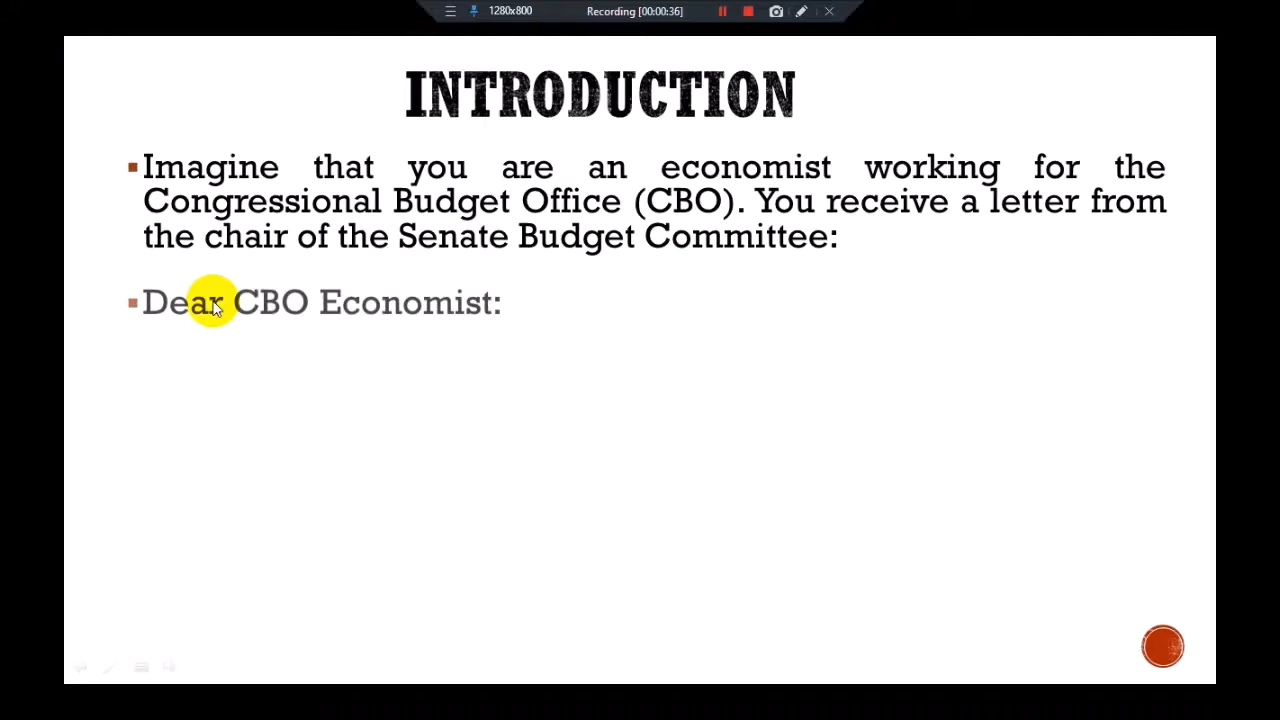 1280x800 Recording [00:00:36]
INTRODUCTION
Imagine that you are an economist working for the
Congressional Budget Office (CBO). You receive a letter from
the chair of the Senate Budget Committee:
Dear CBO Economist: